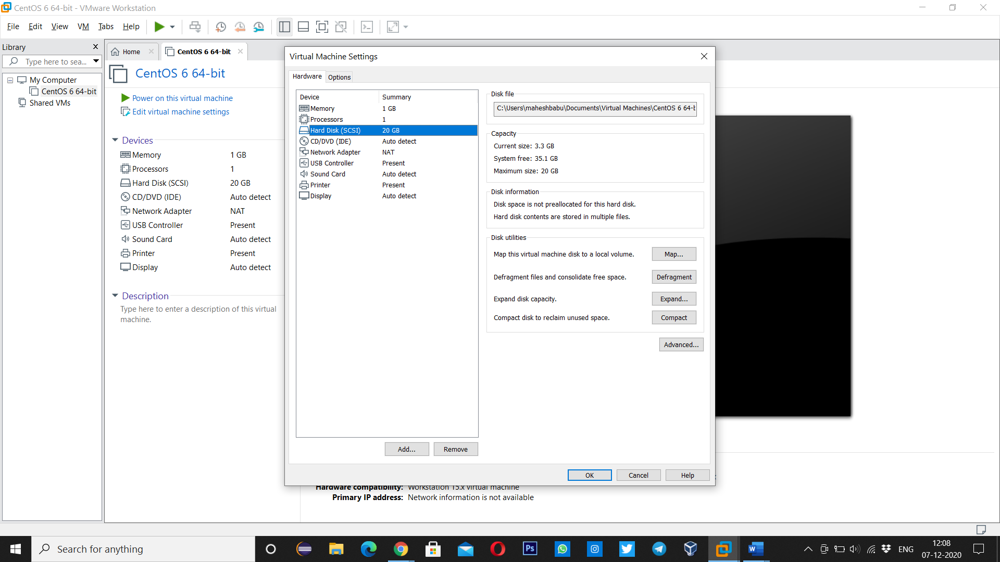 CentOS 6 64-bit - VMware Workstation
File Edit View VM Tabs Help
Library
Type here to sea...
My Computer
CentOS 6 64-bit
Shared VMs
Home
CentOS 6 64-bit
CentOS 6 64-bit
Power on this virtual machine
Edit virtual machine settings
Devices
Memory 1 GB
Processors 1
Hard Disk (SCSI) 20 GB
CD/DVD (IDE) Auto detect
Network Adapter NAT
USB Controller Present
Sound Card Auto detect
Printer Present
Display Auto detect
Description
Type here to enter a description of this virtual
machine.
Virtual Machine Settings
Hardware Options
Device Summary
Memory 1 GB
Processors 1
Hard Disk (SCSI) 20 GB
CD/DVD (IDE) Auto detect
Network Adapter NAT
USB Controller Present
Sound Card Auto detect
Printer Present
Display Auto detect
Add... Remove
Disk file
C:\Users\maheshbabu\Documents\Virtual Machines\CentOS 6 64-b
Capacity
Current size: 3.3 GB
System free: 35.1 GB
Maximum size: 20 GB
Disk information
Disk space is not preallocated for this hard disk.
Hard disk contents are stored in multiple files.
Disk utilities
Map this virtual machine disk to a local volume. Map...
Defragment files and consolidate free space. Defragment
Expand disk capacity. Expand...
Compact disk to reclaim unused space. Compact
Advanced...
OK Cancel Help
Hardware compatibility: Workstation 15.x virtual machine
Primary IP address: Network information is not available
Search for anything
Ps
W
ENG
12:08
07-12-2020